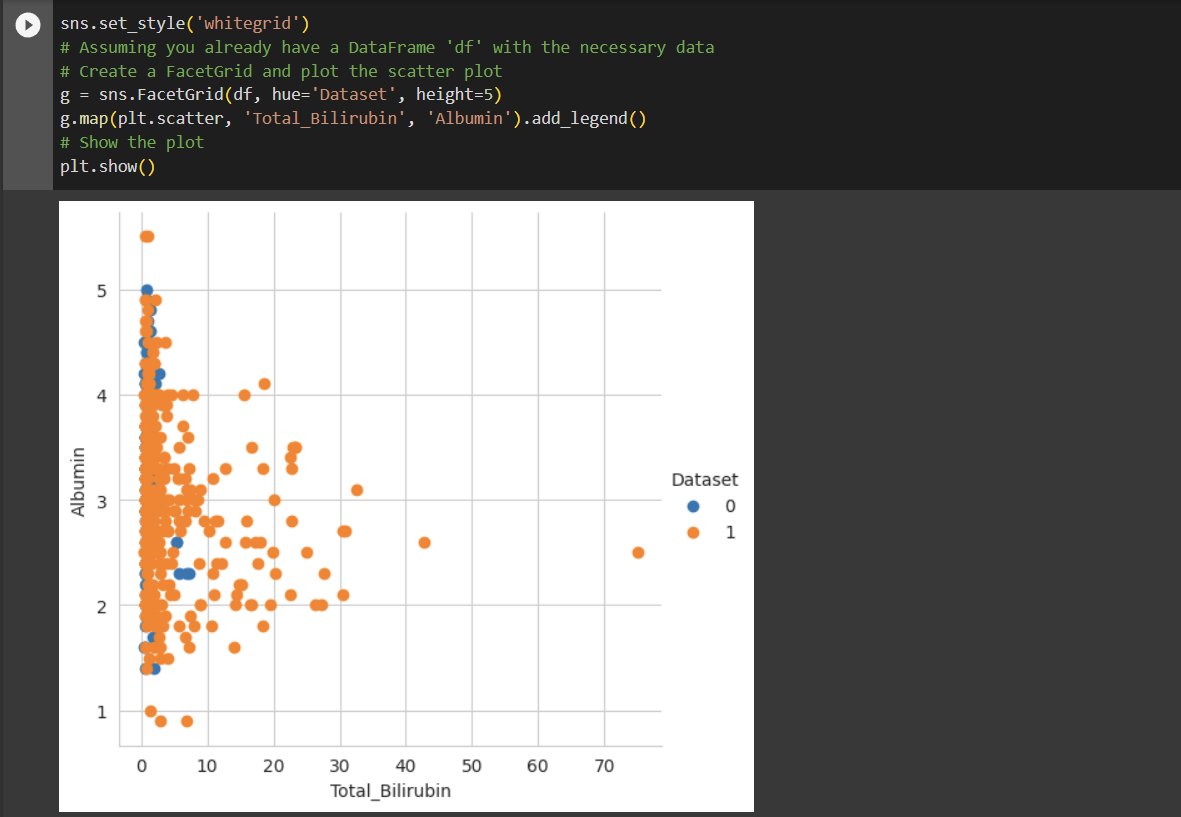 sns.set_style('whitegrid')
# Assuming you already have a DataFrame 'df' with the necessary data
# Create a FacetGrid and plot the scatter plot
g = sns.FacetGrid(df, hue='Dataset', height=5)
g.map(plt.scatter, 'Total_Bilirubin', 'Albumin').add_legend()
# Show the plot
plt.show()
5
4
3
2
1
Albumin
0 10 20 30 40 50 60 70
Total_Bilirubin
Dataset
0
1